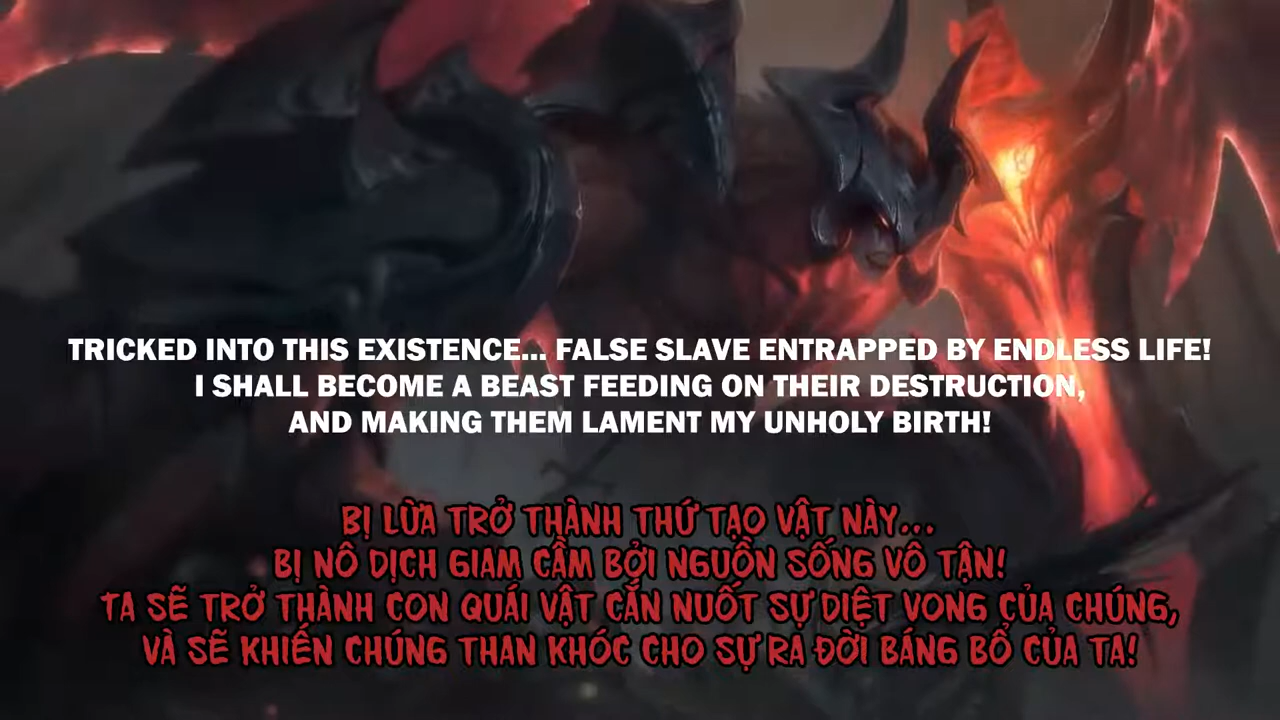 TRICKED INTO THIS EXISTENCE... FALSE SLAVE ENTRAPPED BY ENDLESS LIFE!
I SHALL BECOME A BEAST FEEDING ON THEIR DESTRUCTION,
AND MAKING THEM LAMENT MY UNHOLY BIRTH!
BỊ LỪA TRỞ THÀNH THỨ TẠO VẬT NÀY...
BỊ NÔ DỊCH GIAM CẦM BỞI NGUỒN SỐNG VÔ TẬN!
TA SẼ TRỞ THÀNH CON QUÁI VẬT CẮN NUỐT SỰ DIỆT VONG CỦA CHÚNG,
VÀ SẼ KHIẾN CHÚNG THAN KHÓC CHO SỰ RA ĐỜI BÁNG BỔ CỦA TA!